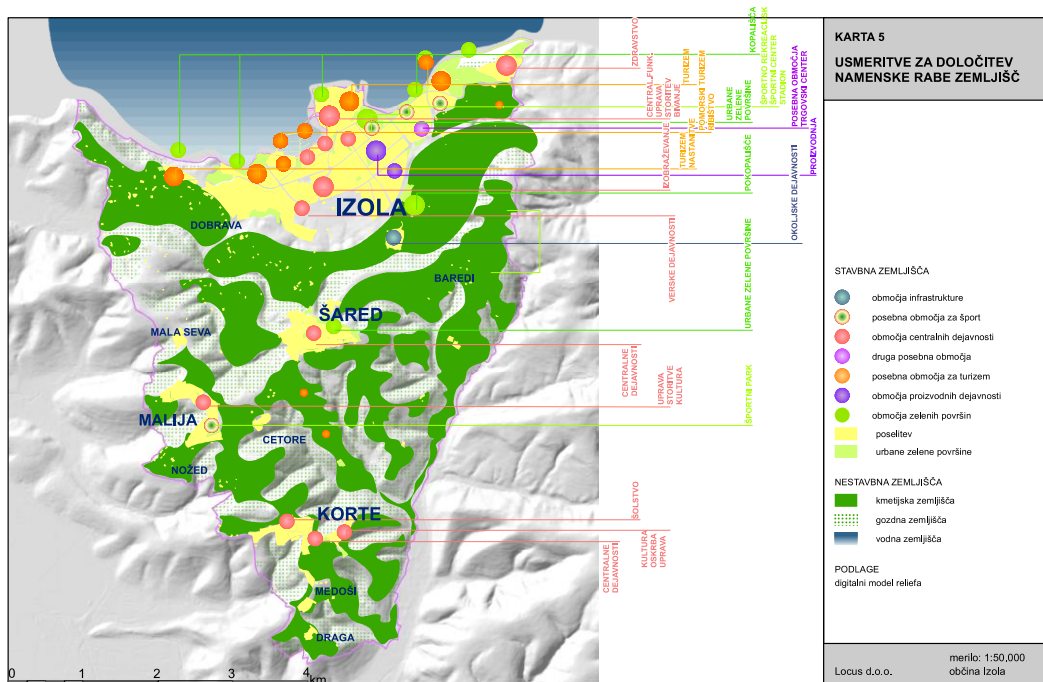 KARTA 5
USMERITVE ZA DOLOČITEV
NAMENSKE RABE ZEMLJIŠČ
ZDRAVSTVO
CENTRAL.FUNK.
UPRAVA
STORITEV
BIVANJE
TURIZEM
POMORSKI TURIZEM
RIBIŠTVO
URBANE
ZELENE
POVRŠINE
KOPALIŠČA
ŠPORTNO REKREACIJSK
ŠPORTNI CENTER
STADION
POSEBNA OBMOČJA
TRGOVSKI CENTER
IZOBRAŽEVANJE
TURIZEM
NASTANITVE
POKOPALIŠČE
PROIZVODNJA
OKOLJSKE DEJAVNOSTI
VERSKE DEJAVNOSTI
URBANE ZELENE POVRŠINE
CENTRALNE
DEJAVNOSTI
UPRAVA
STORITVE
KULTURA
ŠPORTNI PARK
ŠOLSTVO
CENTRALNE
DEJAVNOSTI
KULTURA
OSKRBA
UPRAVA
IZOLA
DOBRAVA
BAREDI
ŠARED
MALA SEVA
MALIJA
CETORE
NOŽED
KORTE
MEDOŠI
DRAGA
0 1 2 3 4
km
STAVBNA ZEMLJIŠČA
območja infrastrukture
posebna območja za šport
območja centralnih dejavnosti
druga posebna območja
posebna območja za turizem
območja proizvodnih dejavnosti
območja zelenih površin
poselitev
urbane zelene površine
NESTAVBNA ZEMLJIŠČA
kmetijska zemljišča
gozdna zemljišča
vodna zemljišča
PODLAGE
digitalni model reliefa
merilo: 1:50,000
Locus d.o.o. občina Izola